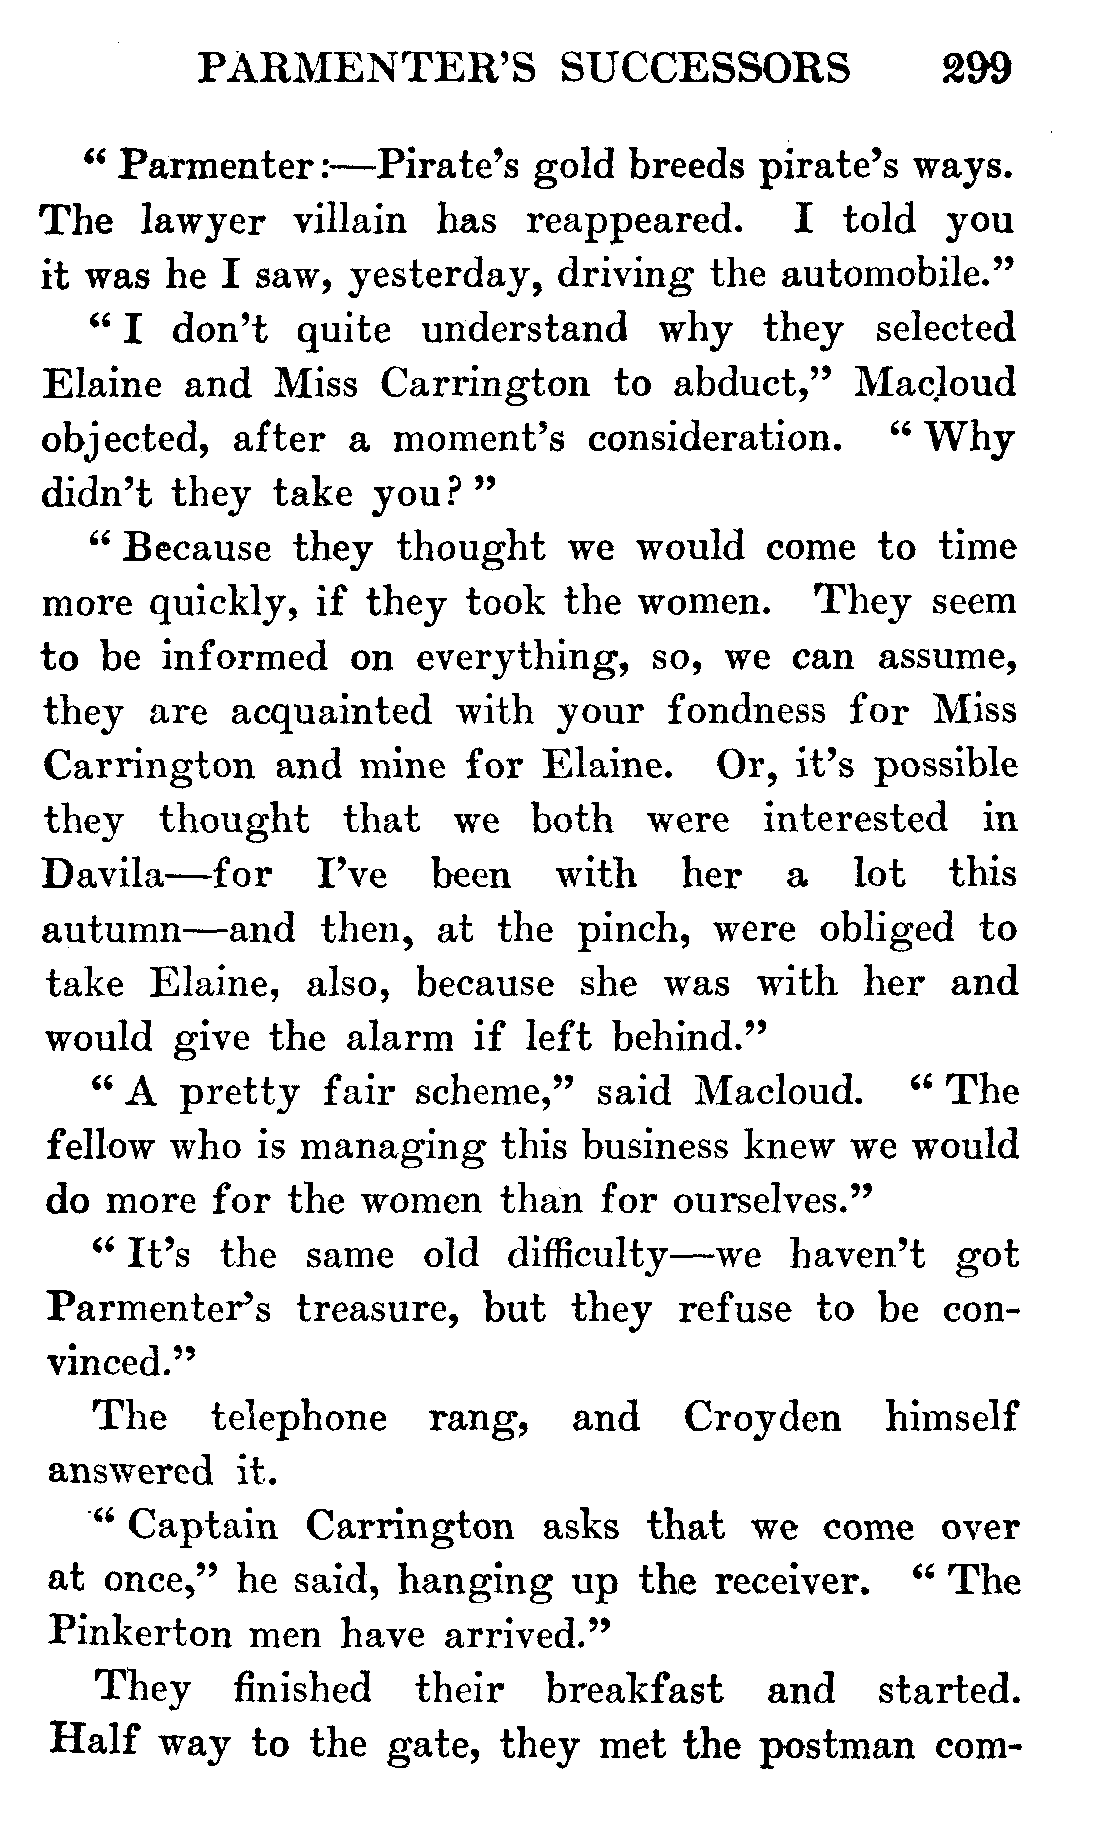 PARMENTER'S SUCCESSORS 299
“ Parmenter:—Pirate's gold breeds pirate's ways.
The lawyer villain has reappeared. I told you
it was he I saw, yesterday, driving the automobile.”
“ I don't quite understand why they selected
Elaine and Miss Carrington to abduct,” Macloud
objected, after a moment's consideration. “ Why
didn't they take you? ”
“ Because they thought we would come to time
more quickly, if they took the women. They seem
to be informed on everything, so, we can assume,
they are acquainted with your fondness for Miss
Carrington and mine for Elaine. Or, it's possible
they thought that we both were interested in
Davila—for I've been with her a lot this
autumn—and then, at the pinch, were obliged to
take Elaine, also, because she was with her and
would give the alarm if left behind.”
“ A pretty fair scheme,” said Macloud. “ The
fellow who is managing this business knew we would
do more for the women than for ourselves.”
“ It's the same old difficulty—we haven't got
Parmenter's treasure, but they refuse to be con-
vinced.”
The telephone rang, and Croyden himself
answered it.
“ Captain Carrington asks that we come over
at once,” he said, hanging up the receiver. “ The
Pinkerton men have arrived.”
They finished their breakfast and started.
Half way to the gate, they met the postman com-